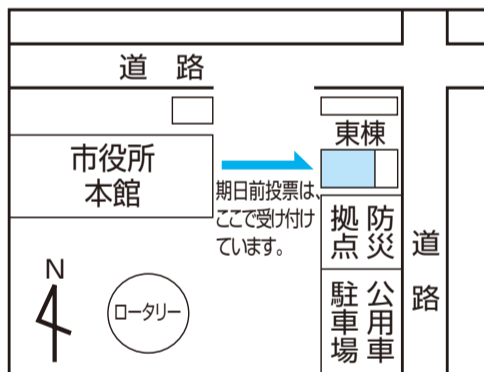 道路
東棟
市役所
本館
期日前投票は、
ここで受け付け
ています。
防災
拠点
道路
N
ロータリー
公用車
駐車場